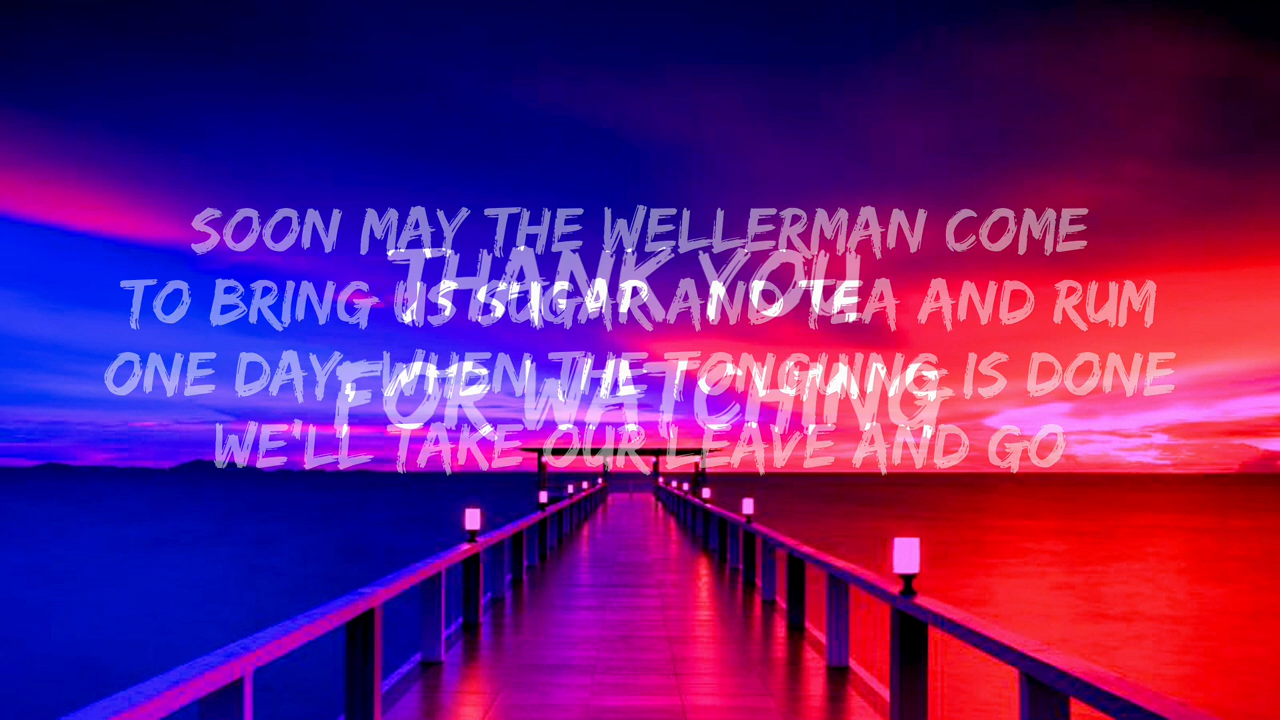 SOON MAY THE WELLERMAN COME
THANK YOU
TO BRING US SUGAR AND TEA AND RUM
ONE DAY, WHEN THE TONGUING IS DONE
FOR WATCHING
WE'LL TAKE OUR LEAVE AND GO